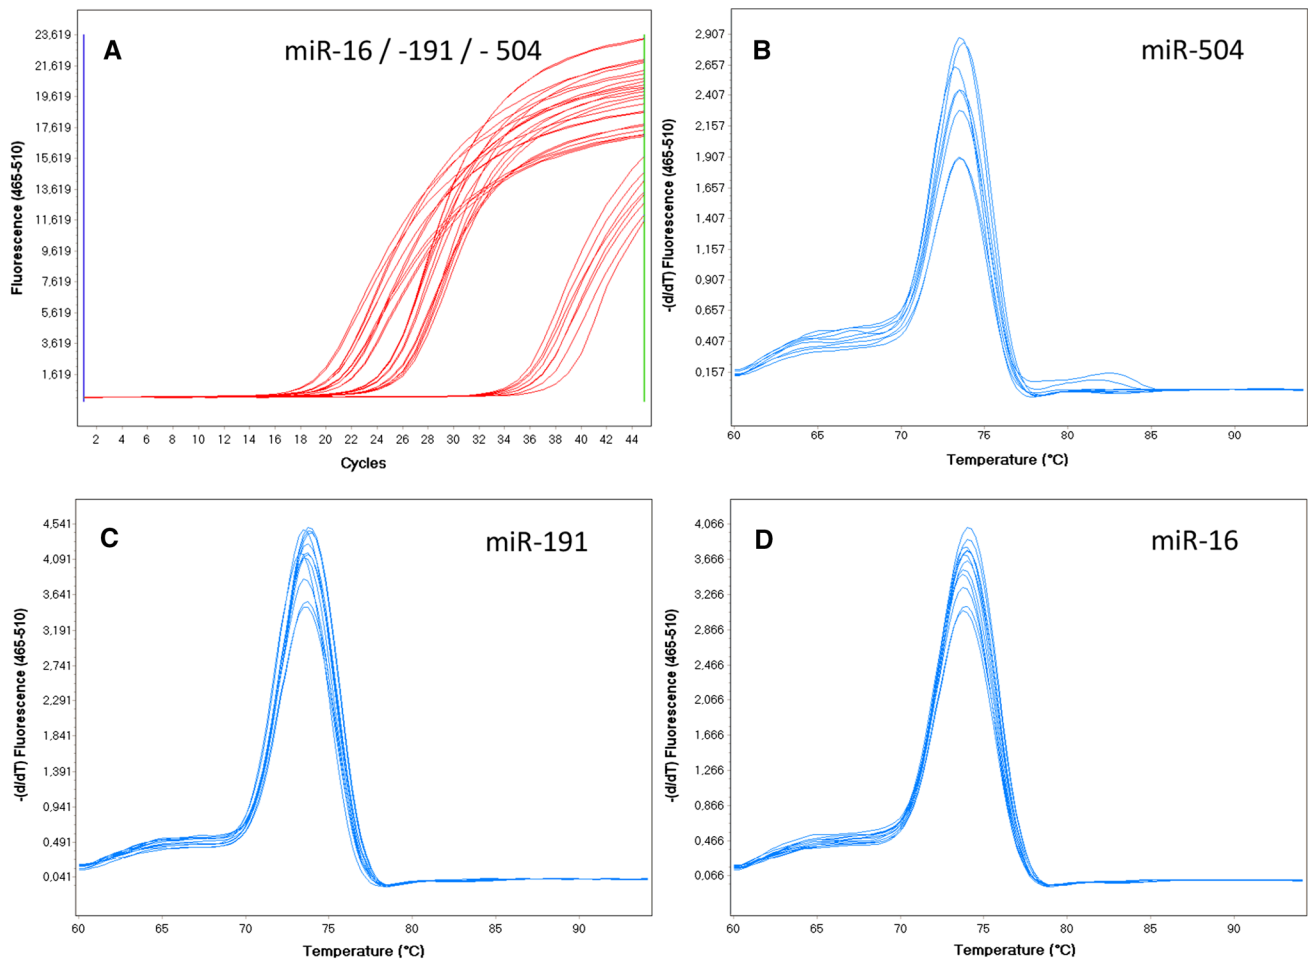 A
miR-16 / -191 / - 504
23,619
21,619
19,619
17,619
15,619
13,619
11,619
9,619
7,619
5,619
3,619
1,619
Fluorescence (465-510)
2 4 6 8 10 12 14 16 18 20 22 24 26 28 30 32 34 36 38 40 42 44
Cycles
B
miR-504
2.907
2,657
2,407
2,157
1,907
1,657
1,407
1,157
0,907
0,657
0,407
0,157
-(d/dT) Fluorescence (465-510)
60 65 70 75 80 85 90
Temperature (°C)
C
miR-191
4,541
4,091
3,641
3,191
2,741
2,291
1,841
1,391
0,941
0,491
0,041
-(d/dT) Fluorescence (465-510)
60 65 70 75 80 85 90
Temperature (°C)
D
miR-16
4,066
3,666
3,266
2,866
2,466
2,066
1,666
1,266
0,866
0,466
0,066
-(d/dT) Fluorescence (465-510)
60 65 70 75 80 85 90
Temperature (°C)